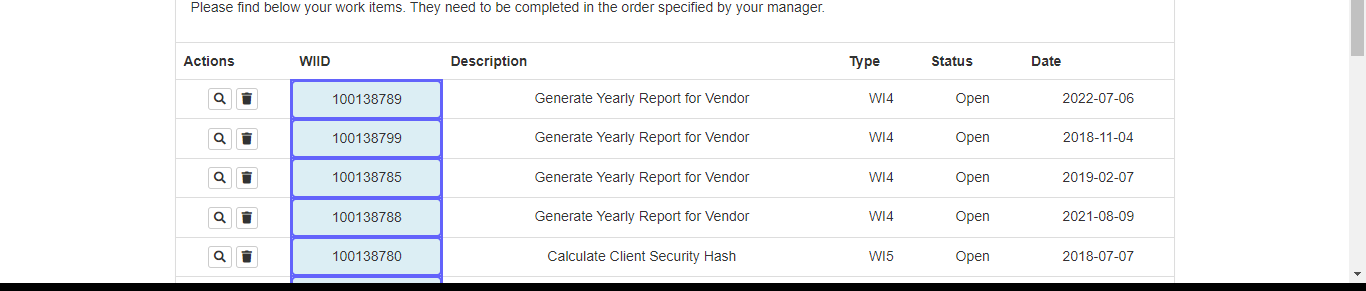 Please find below your work items. They need to be completed in the order specified by your manager.
Actions WIID Description Type Status Date
100138789 Generate Yearly Report for Vendor WI4 Open 2022-07-06
100138799 Generate Yearly Report for Vendor WI4 Open 2018-11-04
100138785 Generate Yearly Report for Vendor WI4 Open 2019-02-07
100138788 Generate Yearly Report for Vendor WI4 Open 2021-08-09
100138780 Calculate Client Security Hash WI5 Open 2018-07-07